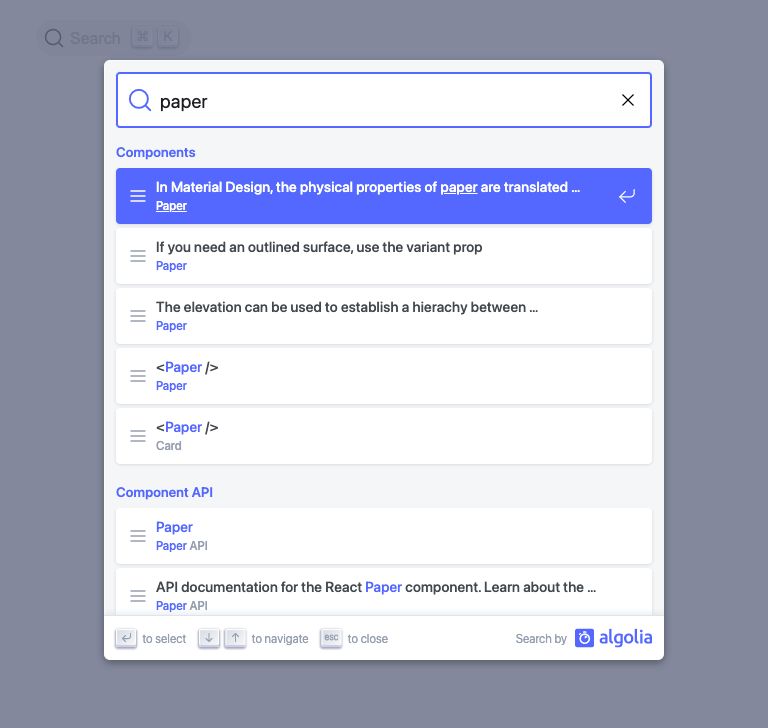 Search ⌘ K
paper
Components
In Material Design, the physical properties of paper are translated ...
Paper
If you need an outlined surface, use the variant prop
Paper
The elevation can be used to establish a hierachy between ...
Paper
<Paper />
Paper
<Paper />
Card
Component API
Paper
Paper API
API documentation for the React Paper component. Learn about the ...
Paper API
to select to navigate esc to close Search by algolia